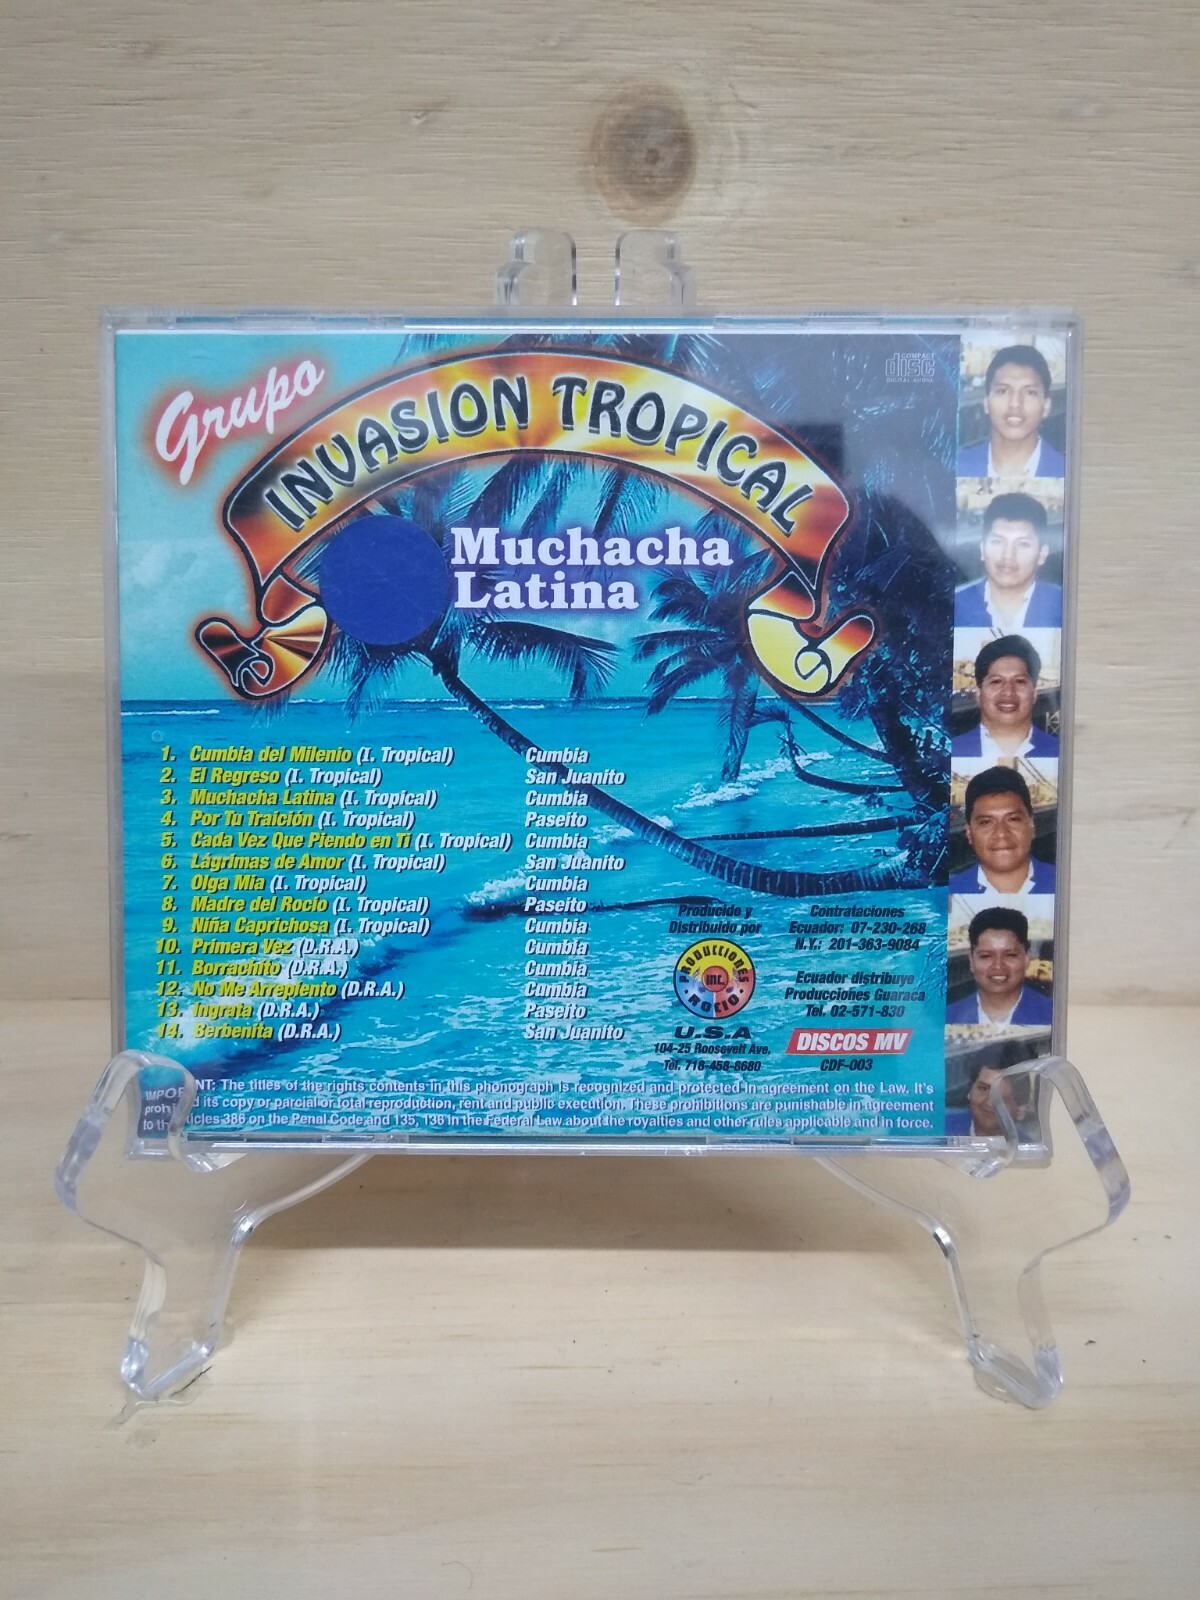 Grupo
INVASION TROPICAL
COMPACT
disc
DIGITAL AUDIO
Muchacha
Latina
1. Cumbia del Milenio (I. Tropical) Cumbia
2. El Regreso (I. Tropical) San Juanito
3. Muchacha Latina (I. Tropical) Cumbia
4. Por Tu Traición (I. Tropical) Paseito
5. Cada Vez Que Piendo en Ti (I. Tropical) Cumbia
6. Lágrimas de Amor (I. Tropical) San Juanito
7. Olga Mia (I. Tropical) Cumbia
8. Madre del Rocio (I. Tropical) Paseito
9. Niña Caprichosa (I. Tropical) Cumbia
10. Primera Vez (D.R.A.) Cumbia
11. Borrachito (D.R.A.) Cumbia
12. No Me Arrepiento (D.R.A.) Cumbia
13. Ingrata (D.R.A.) Paseito
14. Berbenita (D.R.A.) San Juanito
Producido y
Distribuido por
PRODUCCIONES
INC.
ROCIO
U.S.A
104-25 Roosevelt Ave.
Tel. 718-458-8680
Contrataciones
Ecuador: 07-230-268
N.Y.: 201-363-9084
Ecuador distribuye
Producciones Guaraca
Tel. 02-571-830
DISCOS MV
CDF-003
NT: The titles of the rights contents in this phonograph is recognized and protected in agreement on the Law. It's
its copy or parcial or total reproduction, rent and public execution. These prohibitions are punishable in agreement
to 386 on the Penal Code and 135, 136 in the Federal Law about the royalties and other rules applicable and in force.